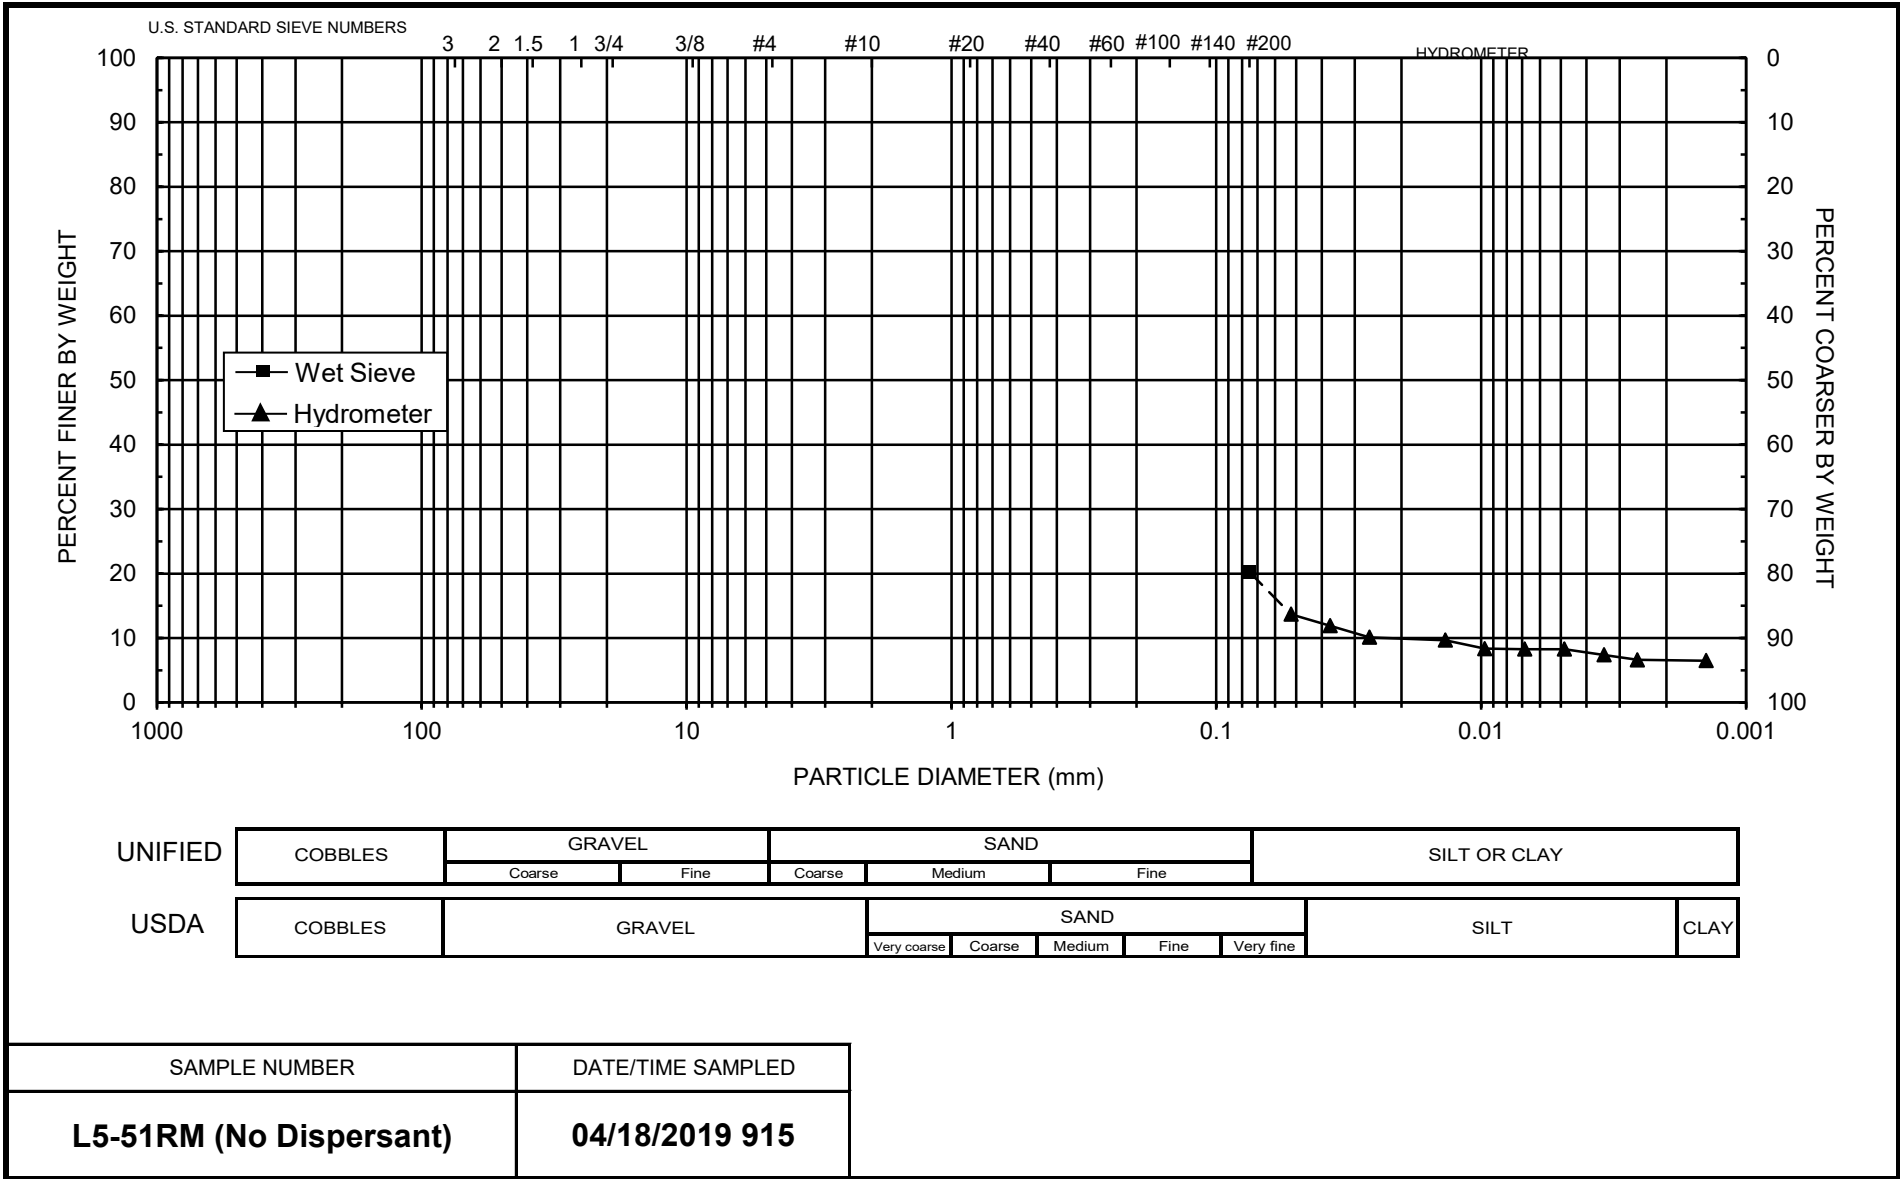 U.S. STANDARD SIEVE NUMBERS
3 2 1.5 1 3/4 3/8 #4 #10 #20 #40 #60 #100 #140 #200
HYDROMETER
100 0
90 10
80 20
70 30
60 40
50 50
40 60
30 70
20 80
10 90
0 100
PERCENT FINER BY WEIGHT
PERCENT COARSER BY WEIGHT
Wet Sieve
Hydrometer
1000 100 10 1 0.1 0.01 0.001
PARTICLE DIAMETER (mm)
UNIFIED
COBBLES GRAVEL SAND SILT OR CLAY
Coarse Fine Coarse Medium Fine
USDA
COBBLES GRAVEL SAND SILT CLAY
Very coarse Coarse Medium Fine Very fine
SAMPLE NUMBER DATE/TIME SAMPLED
L5-51RM (No Dispersant) 04/18/2019 915